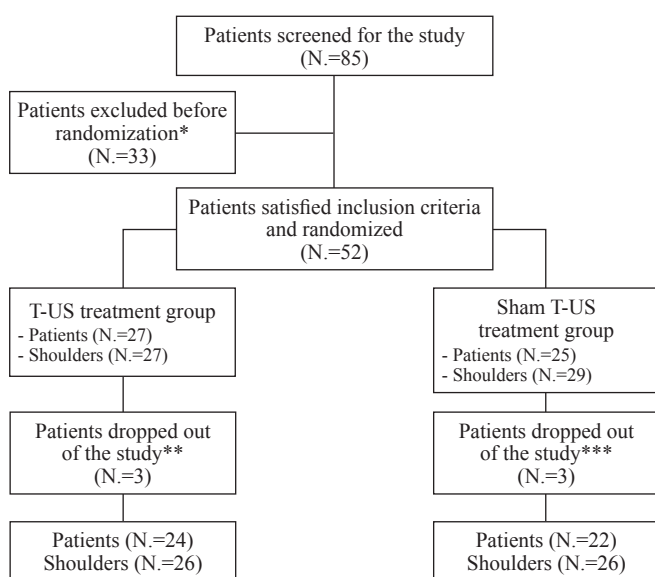 Patients screened for the study
(N.=85)
Patients excluded before
randomization*
(N.=33)
Patients satisfied inclusion criteria
and randomized
(N.=52)
T-US treatment group
- Patients (N.=27)
- Shoulders (N.=27)
Sham T-US
treatment group
- Patients (N.=25)
- Shoulders (N.=29)
Patients dropped out
of the study**
(N.=3)
Patients dropped out
of the study***
(N.=3)
Patients (N.=24)
Shoulders (N.=26)
Patients (N.=22)
Shoulders (N.=26)